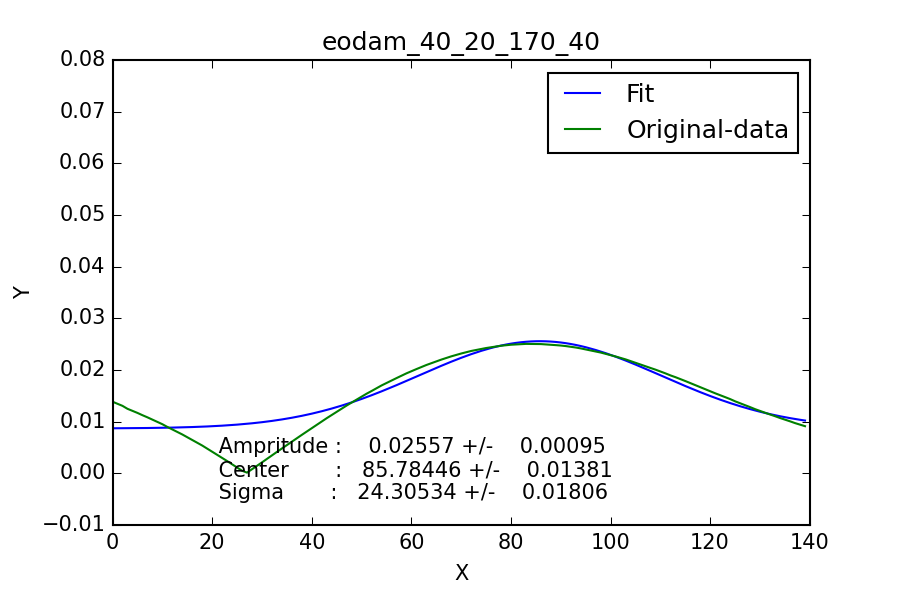 eodam_40_20_170_40
0.08
0.07
0.06
0.05
0.04
0.03
0.02
0.01
0.00
−0.01
Y
Fit
Original-data
Ampritude : 0.02557 +/- 0.00095
Center : 85.78446 +/- 0.01381
Sigma : 24.30534 +/- 0.01806
0 20 40 60 80 100 120 140
X